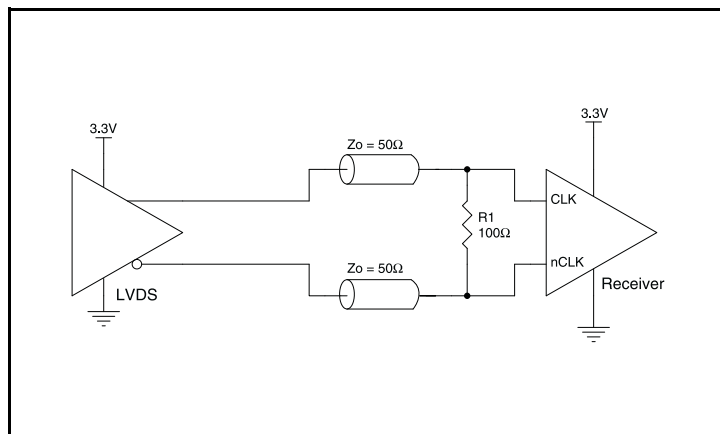 3.3V
3.3V
Zo = 50Ω
CLK
R1
100Ω
nCLK
Zo = 50Ω
LVDS
Receiver